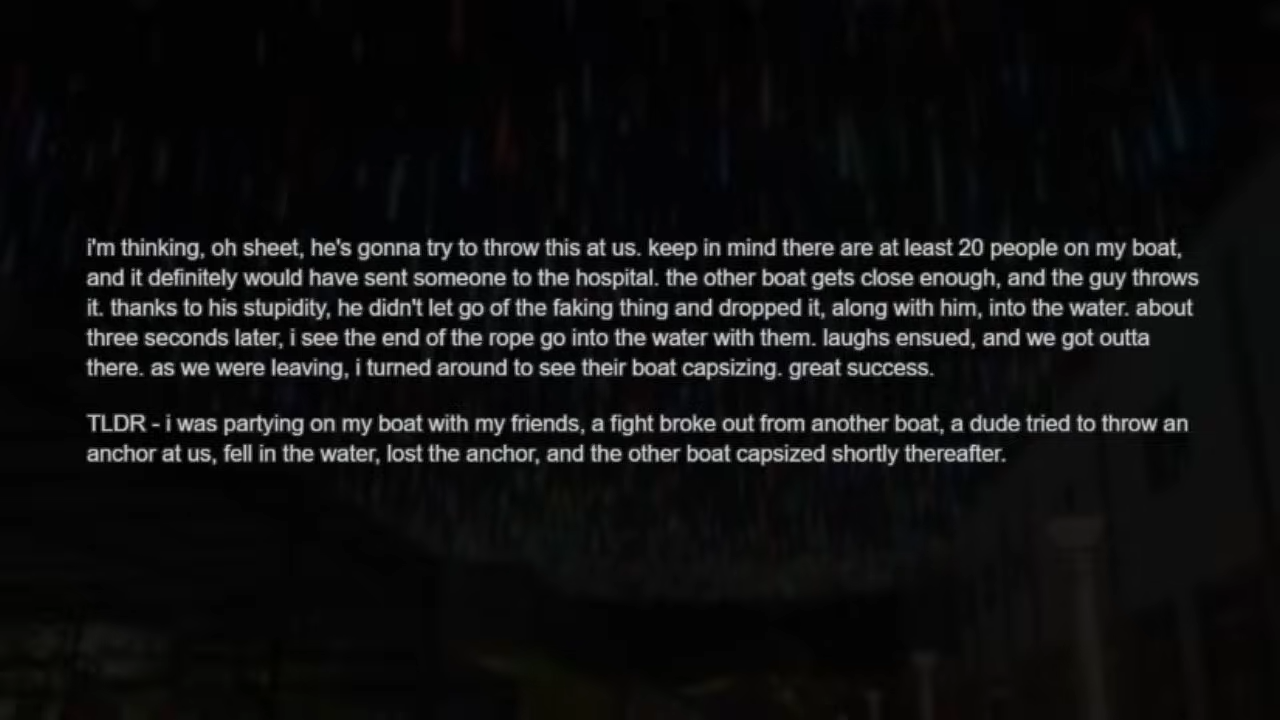 i'm thinking, oh sheet, he's gonna try to throw this at us. keep in mind there are at least 20 people on my boat,
and it definitely would have sent someone to the hospital. the other boat gets close enough, and the guy throws
it. thanks to his stupidity, he didn't let go of the faking thing and dropped it, along with him, into the water. about
three seconds later, i see the end of the rope go into the water with them. laughs ensued, and we got outta
there. as we were leaving, i turned around to see their boat capsizing. great success.
TLDR - i was partying on my boat with my friends, a fight broke out from another boat, a dude tried to throw an
anchor at us, fell in the water, lost the anchor, and the other boat capsized shortly thereafter.